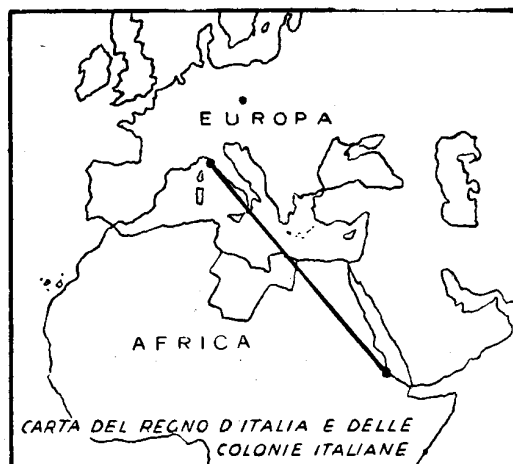 EUROPA
AFRICA
CARTA DEL REGNO D'ITALIA E DELLE
COLONIE ITALIANE